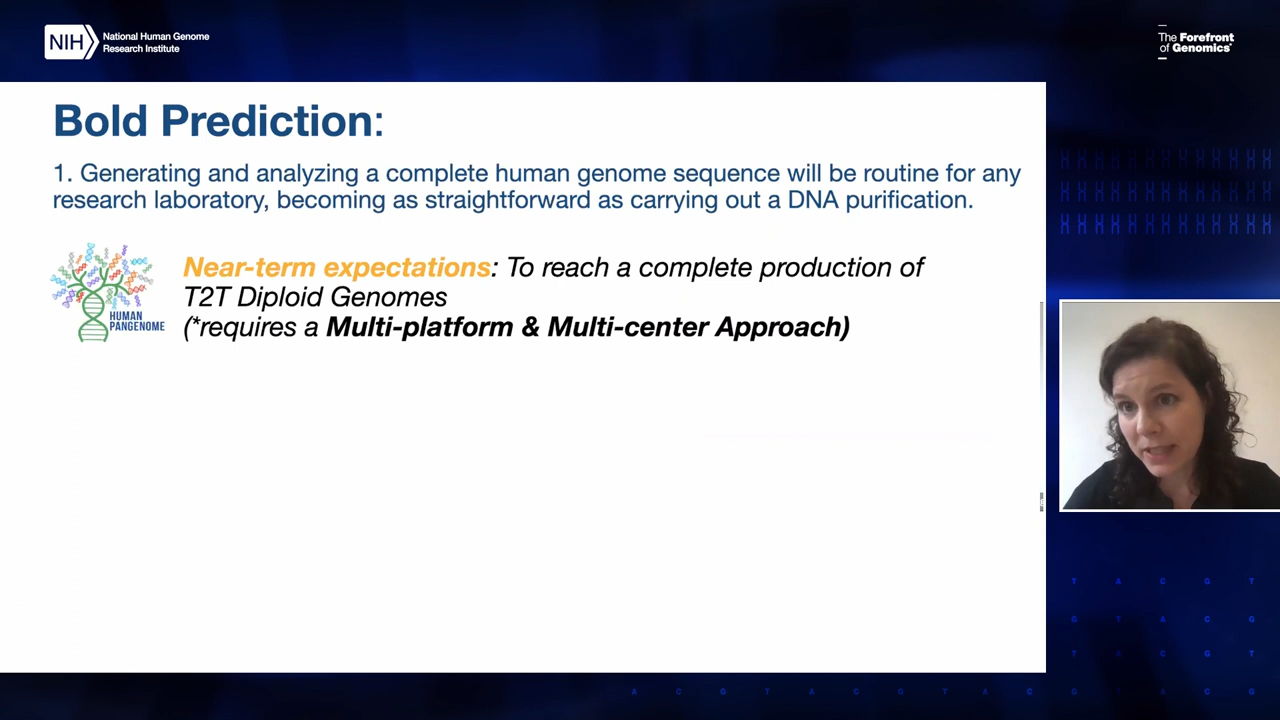 NIH
National Human Genome
Research Institute
The Forefront
of Genomics®
Bold Prediction:
1. Generating and analyzing a complete human genome sequence will be routine for any
research laboratory, becoming as straightforward as carrying out a DNA purification.
HUMAN
PANGENOME
Near-term expectations: To reach a complete production of
T2T Diploid Genomes
(*requires a Multi-platform & Multi-center Approach)
T A C G T
G T A C G
T T A C G T
A C G T A C G T A C G T A C G